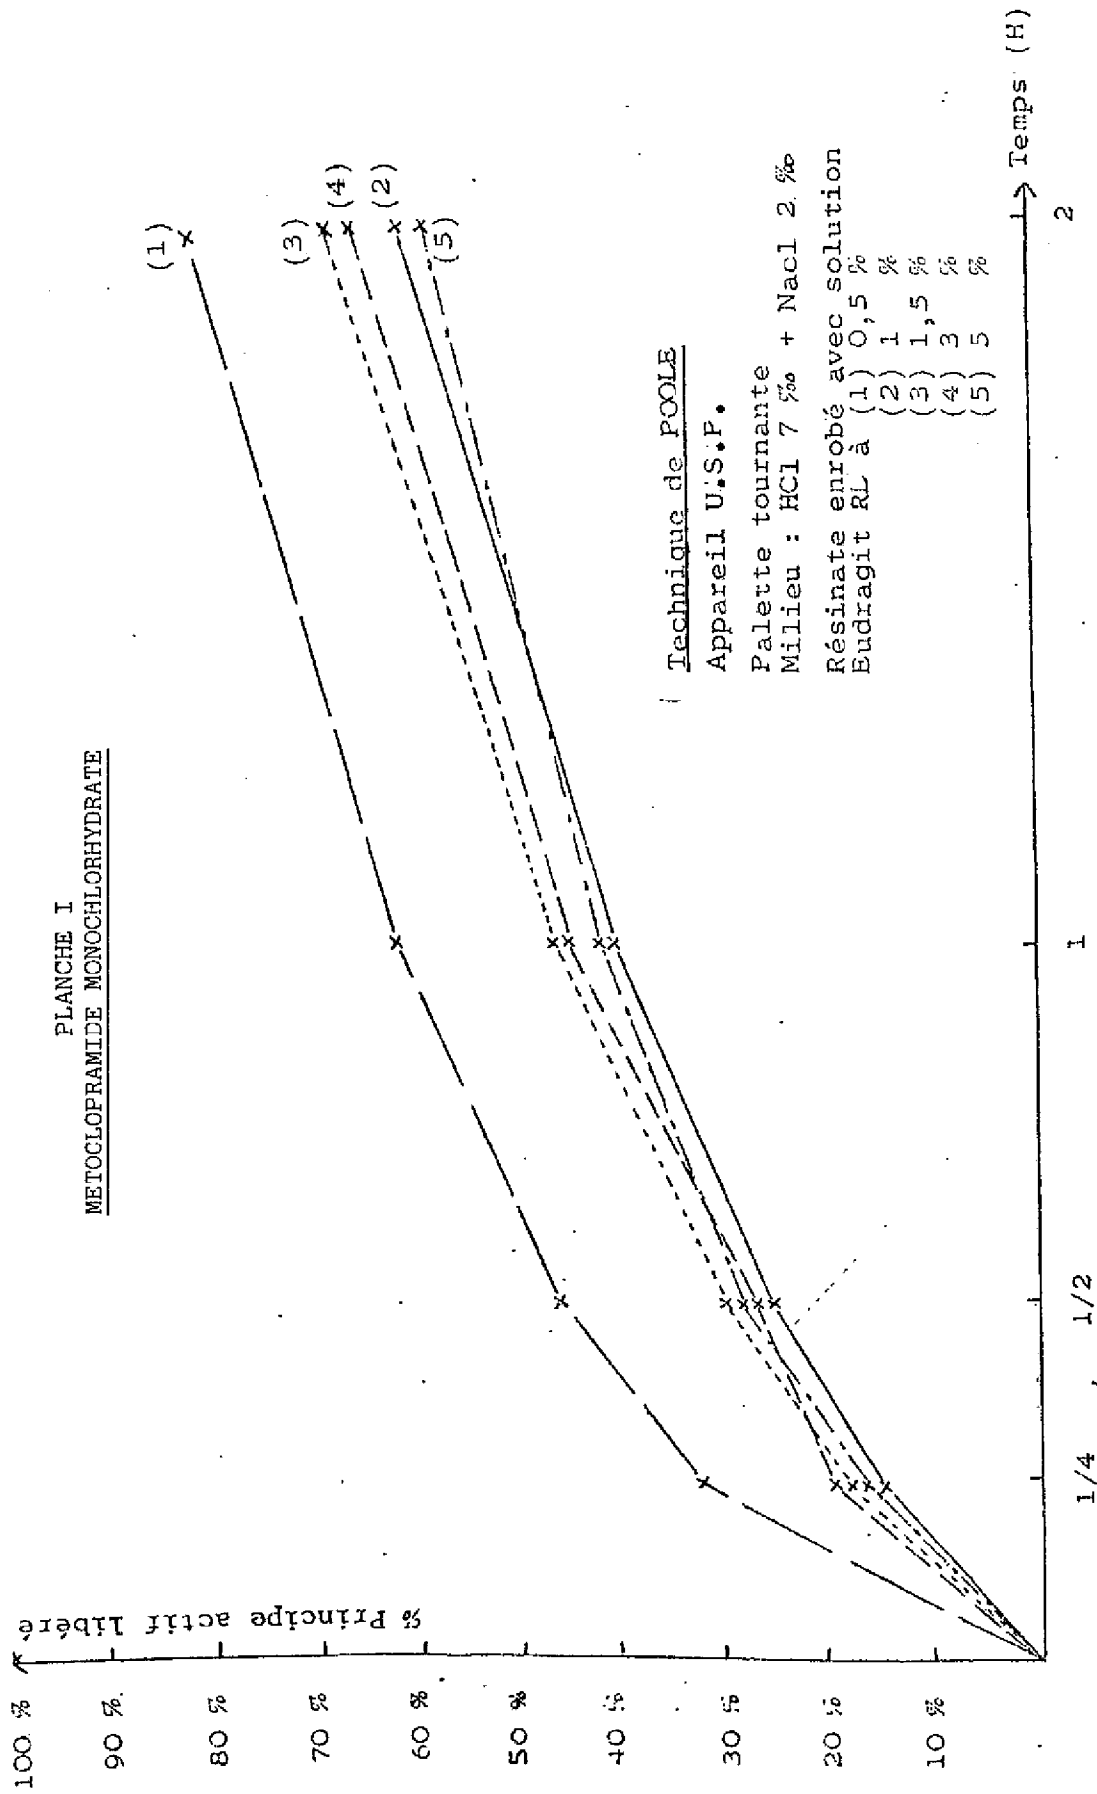 PLANCHE I
METOCLOPRAMIDE MONOCHLORHYDRATE
% Principe actif libéré
100 %
90 %
80 %
70 %
60 %
50 %
40 %
30 %
20 %
10 %
(1)
(3)
(4)
(2)
(5)
Technique de POOLE
Appareil U.S.P.
Palette tournante
Milieu : HCl 7 ‰ + Nacl 2 ‰
Résinate enrobé avec solution
Eudragit RL à (1) 0,5 %
(2) 1 %
(3) 1,5 %
(4) 3 %
(5) 5 %
1/4
1/2
1
2
Temps (H)